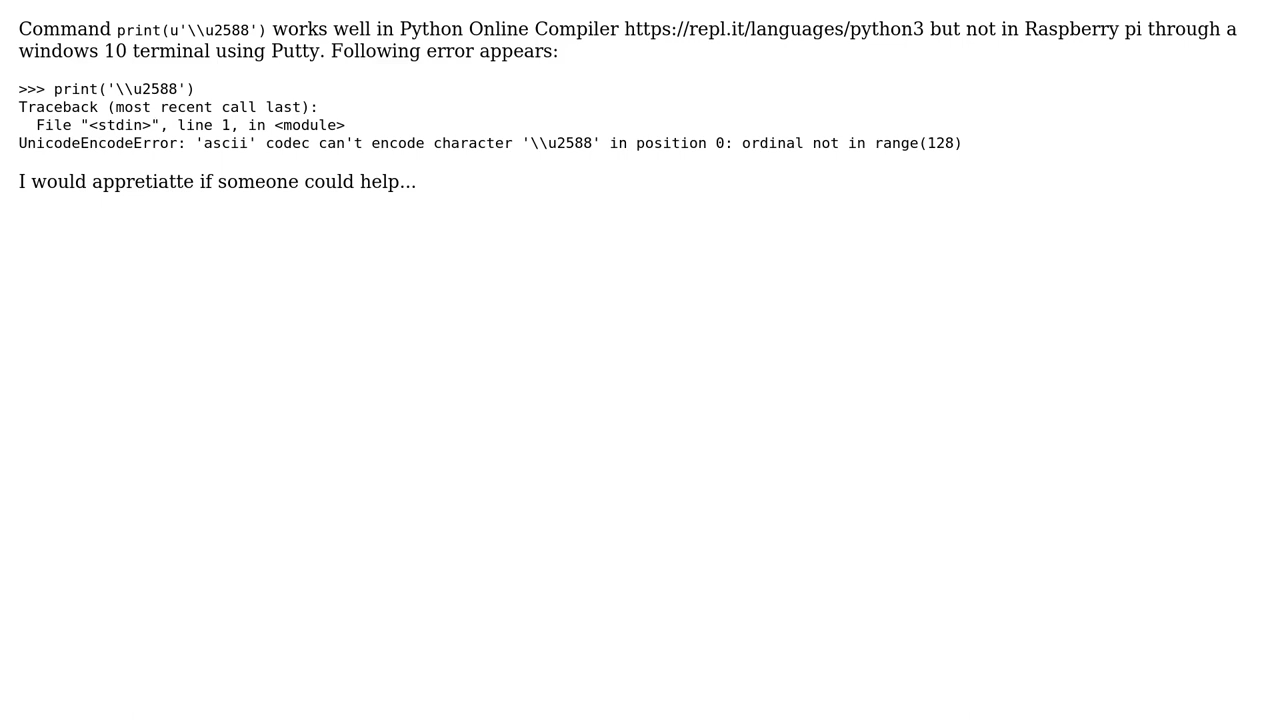 Command print(u'\\u2588') works well in Python Online Compiler https://repl.it/languages/python3 but not in Raspberry pi through a
windows 10 terminal using Putty. Following error appears:
>>> print('\\u2588')
Traceback (most recent call last):
  File "<stdin>", line 1, in <module>
UnicodeEncodeError: 'ascii' codec can't encode character '\\u2588' in position 0: ordinal not in range(128)
I would appretiatte if someone could help...